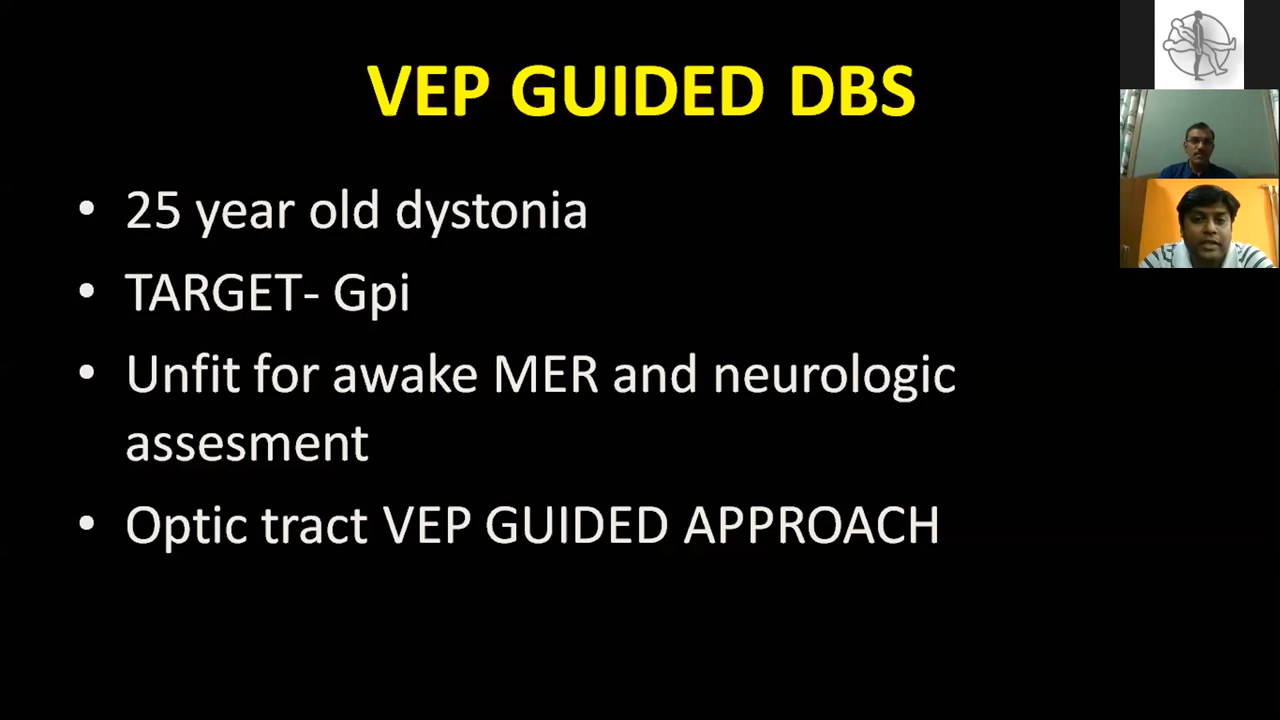 VEP GUIDED DBS
• 25 year old dystonia
• TARGET- Gpi
• Unfit for awake MER and neurologic
assesment
• Optic tract VEP GUIDED APPROACH